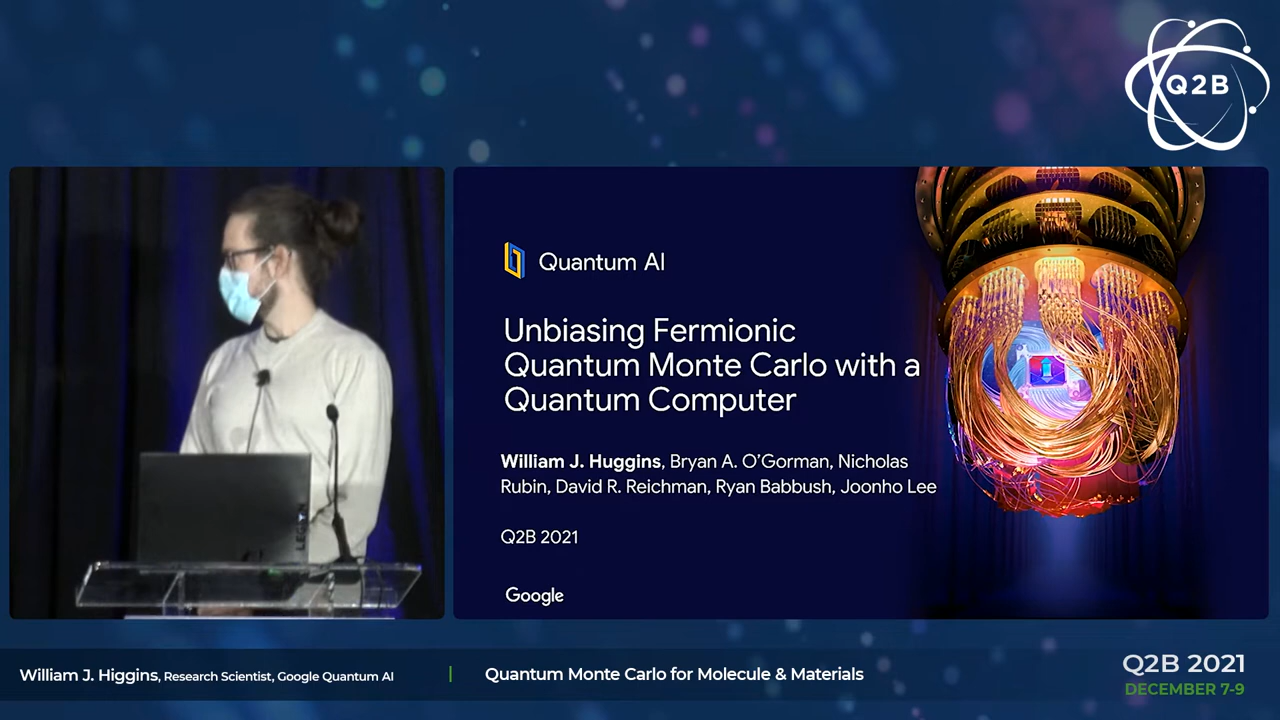 Q2B
Quantum AI
Unbiasing Fermionic
Quantum Monte Carlo with a
Quantum Computer
William J. Huggins, Bryan A. O'Gorman, Nicholas
Rubin, David R. Reichman, Ryan Babbush, Joonho Lee
Q2B 2021
Google
LEGION
William J. Higgins, Research Scientist, Google Quantum AI
Quantum Monte Carlo for Molecule & Materials
Q2B 2021
DECEMBER 7-9